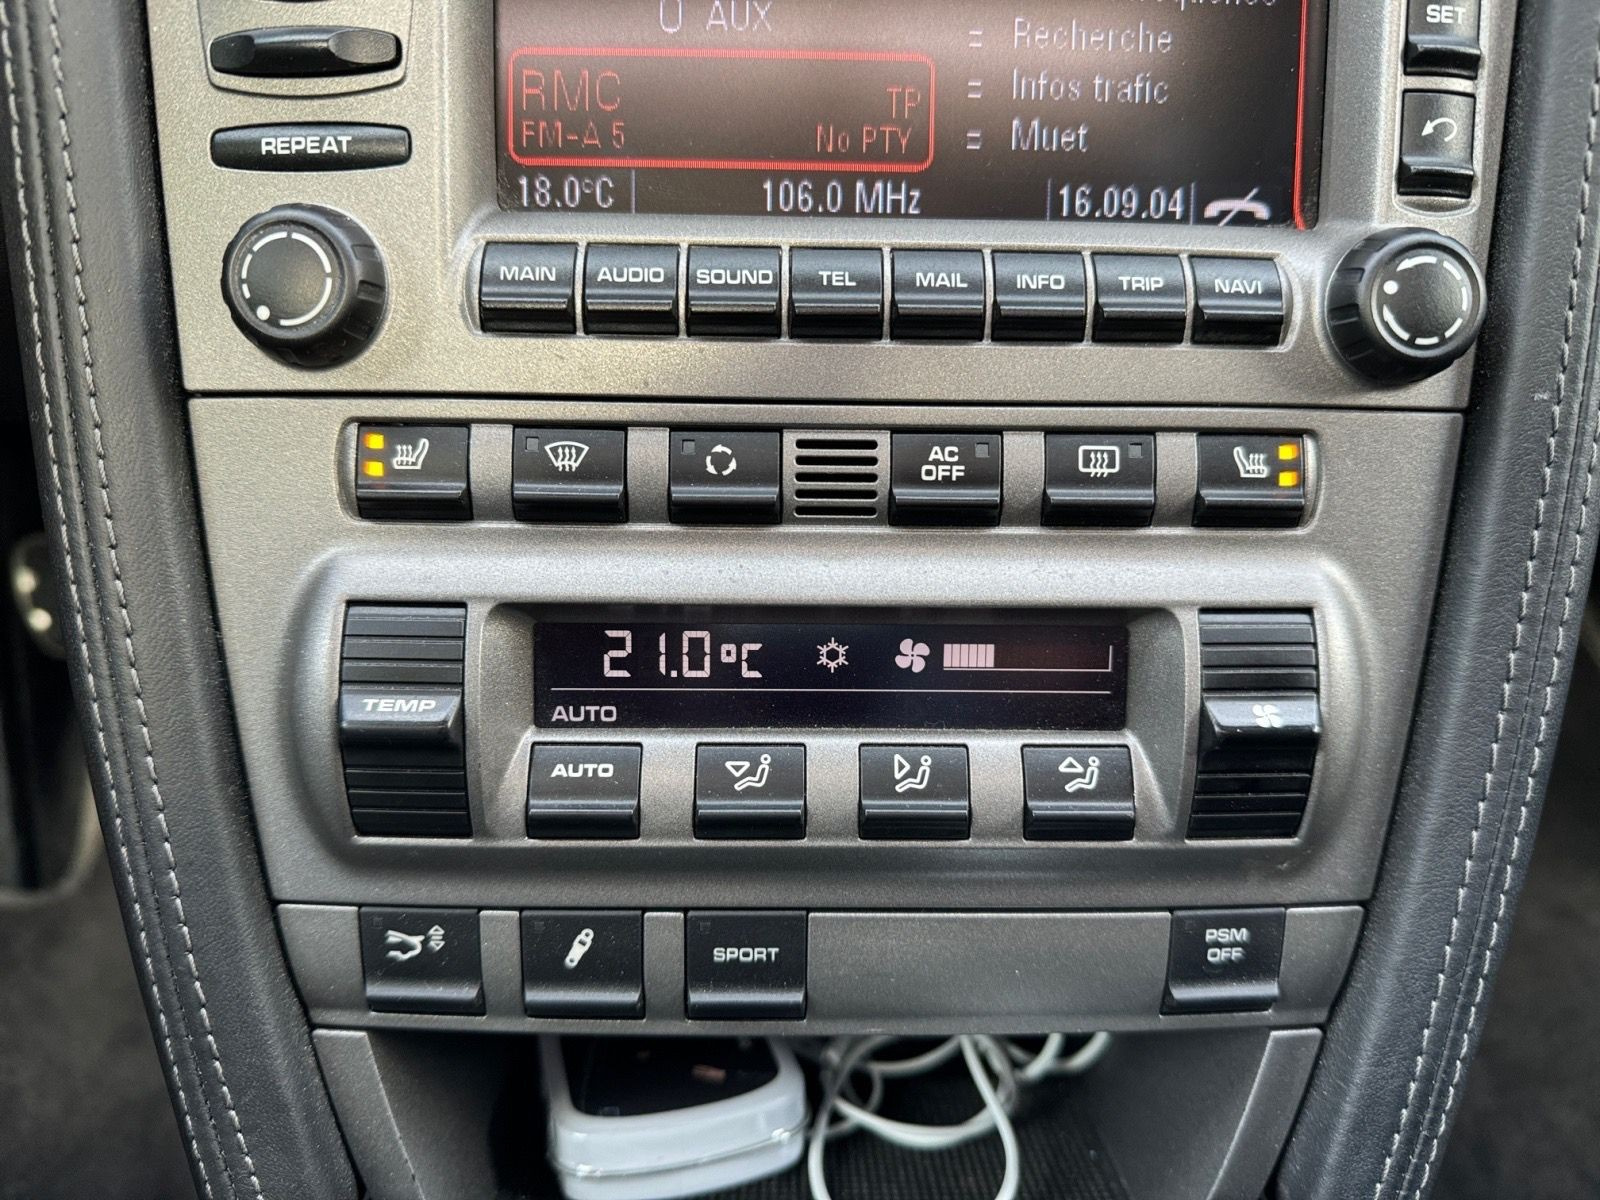 AUX
SET
Recherche
RMC
TP
Infos trafic
FM-A 5
No PTY
Muet
REPEAT
18.0°C
106.0 MHz
16.09.04
MAIN
AUDIO
SOUND
TEL
MAIL
INFO
TRIP
NAVI
AC
OFF
21.0°C
TEMP
AUTO
AUTO
SPORT
PSM
OFF